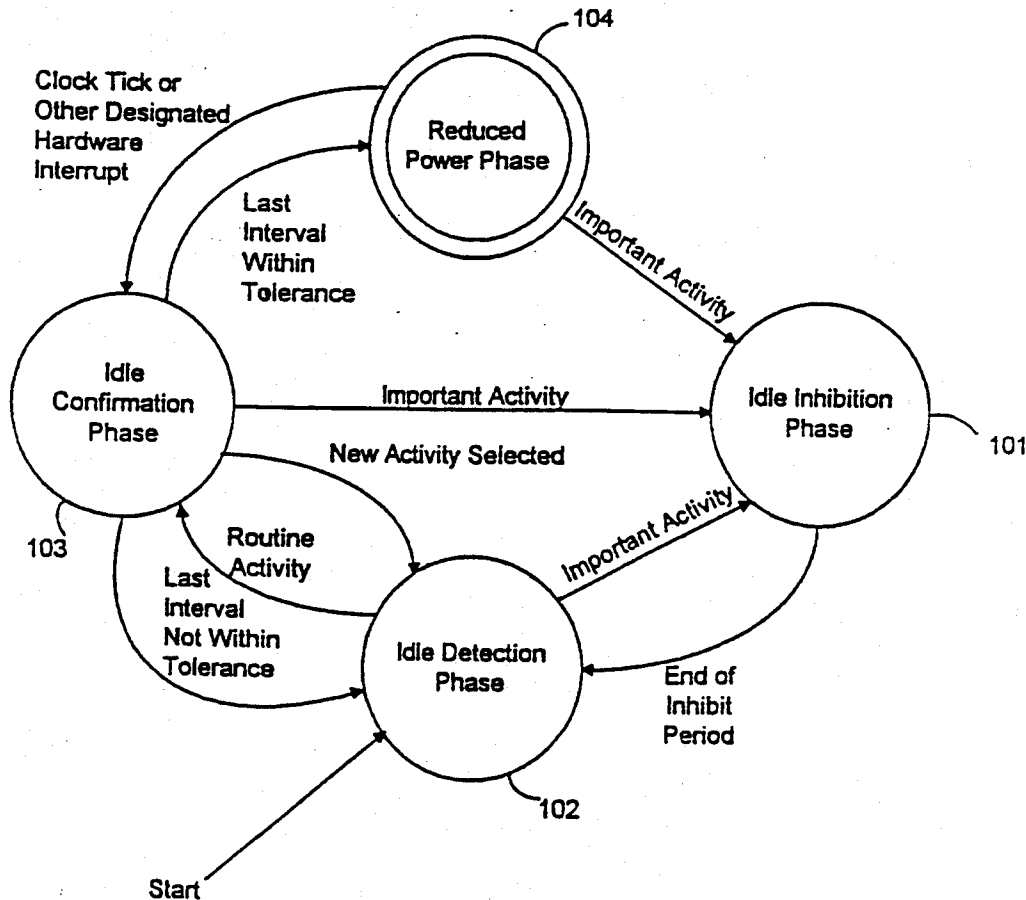 104
Clock Tick or
Other Designated
Hardware
Interrupt
Reduced
Power Phase
Last
Interval
Within
Tolerance
Important Activity
Idle
Confirmation
Phase
Important Activity
Idle Inhibition
Phase
101
New Activity Selected
103
Routine
Activity
Important Activity
Last
Interval
Not Within
Tolerance
Idle Detection
Phase
End of
Inhibit
Period
102
Start